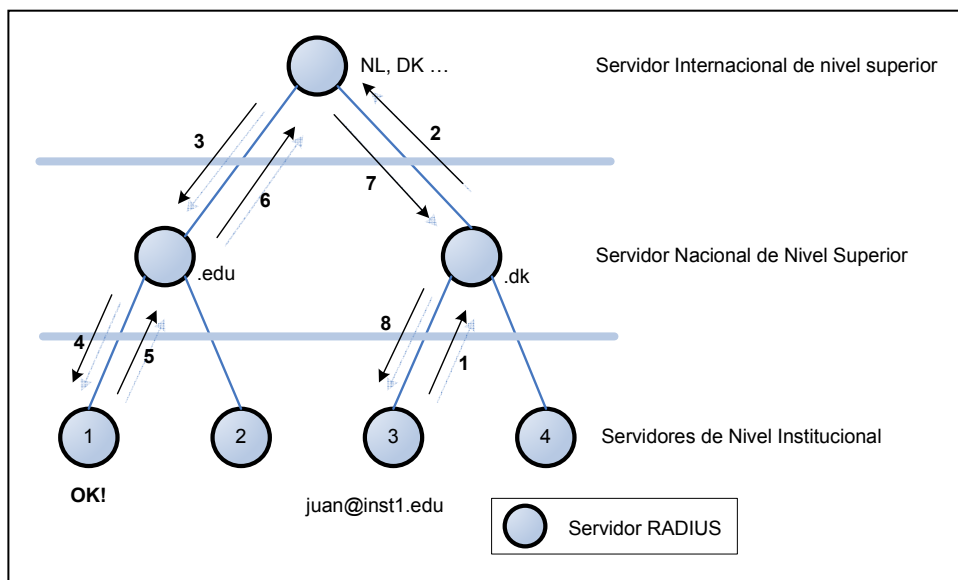 NL, DK ...
Servidor Internacional de nivel superior
3
2
6
7
.edu
.dk
Servidor Nacional de Nivel Superior
4
5
8
1
1
2
3
4
Servidores de Nivel Institucional
OK!
juan@inst1.edu
Servidor RADIUS